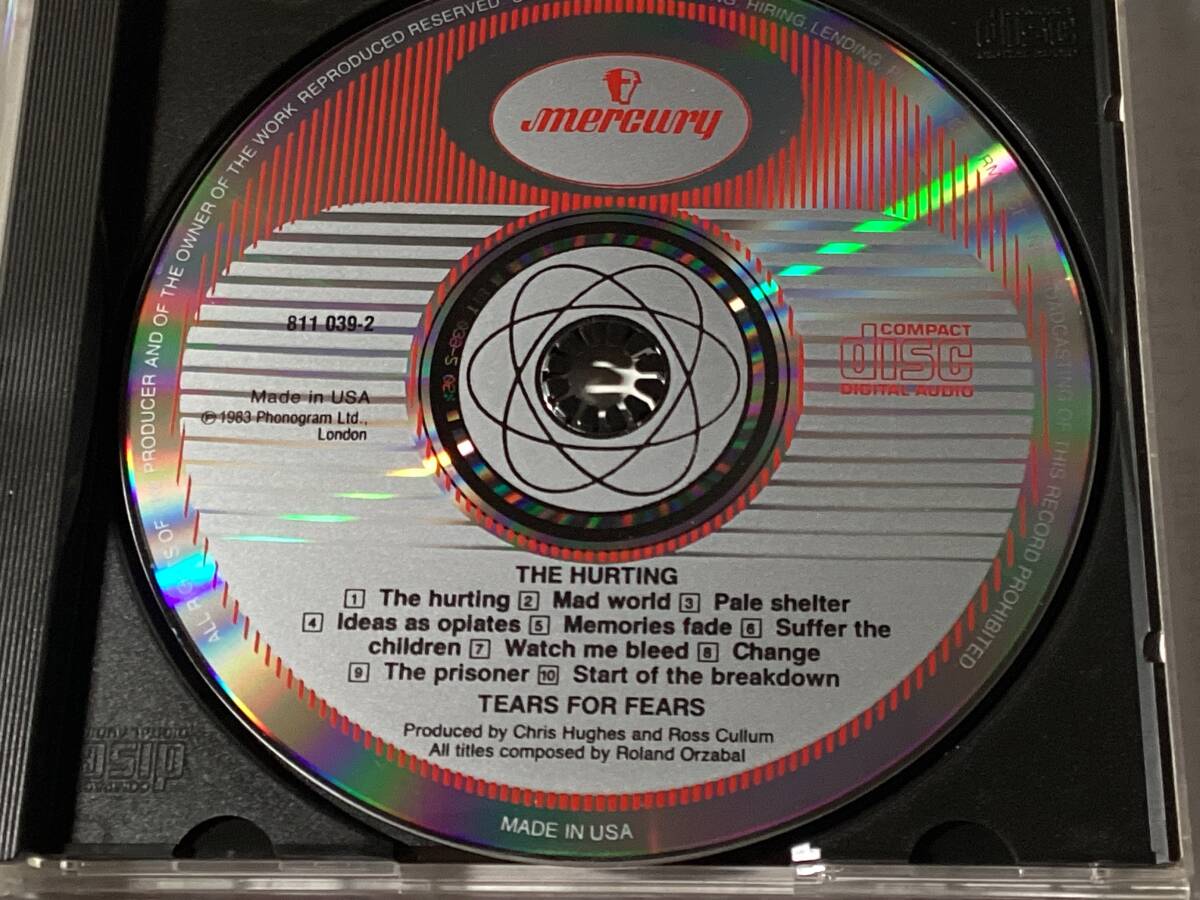 PRODUCER AND OF THE OWNER OF THE WORK REPRODUCED RESERVED
HIRING, LENDING,
OF THIS RECORD PROHIBITED
mercury
811 039-2
COMPACT
disc
DIGITAL AUDIO
Made in USA
℗ 1983 Phonogram Ltd.,
London
THE HURTING
1 The hurting 2 Mad world 3 Pale shelter
4 Ideas as opiates 5 Memories fade 6 Suffer the
children 7 Watch me bleed 8 Change
9 The prisoner 10 Start of the breakdown
TEARS FOR FEARS
Produced by Chris Hughes and Ross Cullum
All titles composed by Roland Orzabal
MADE IN USA